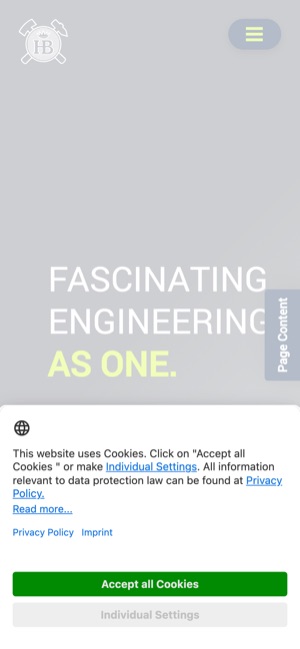 HB
FASCINATING
ENGINEERING
AS ONE.
Page Content
This website uses Cookies. Click on "Accept all
Cookies " or make Individual Settings. All information
relevant to data protection law can be found at Privacy
Policy.
Read more...
Privacy Policy Imprint
Accept all Cookies
Individual Settings